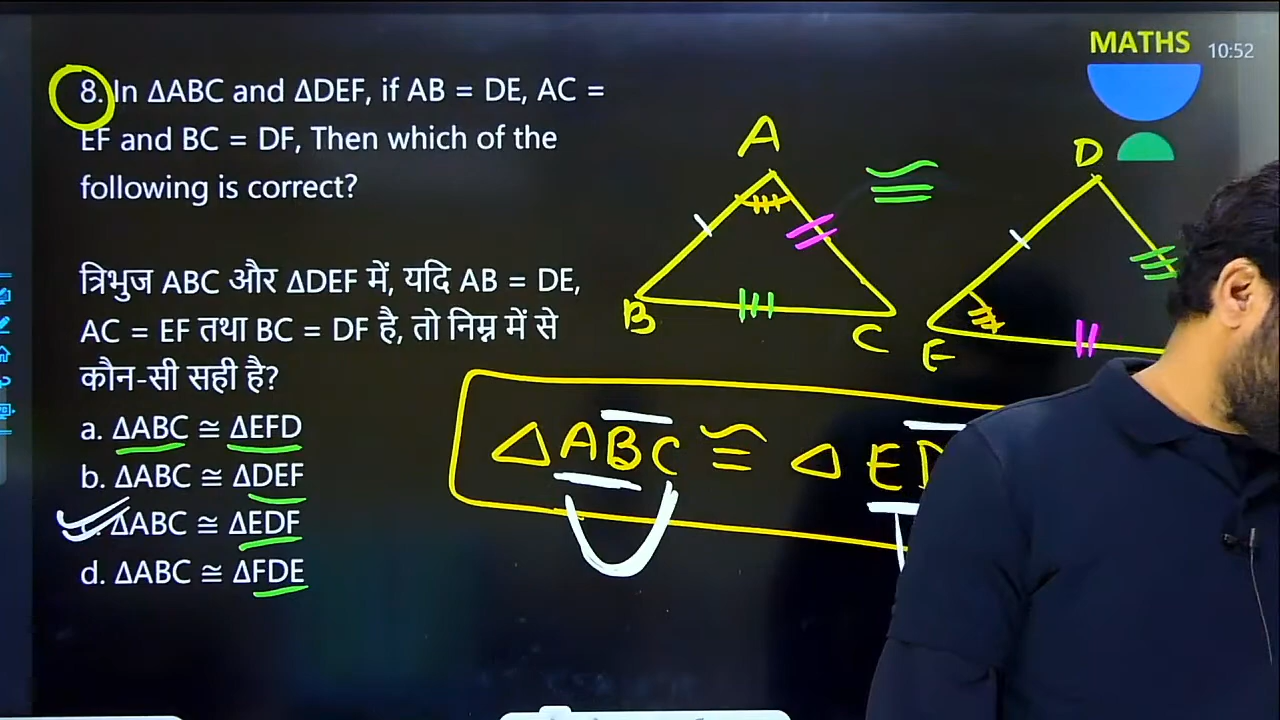 MATHS
10:52
8. In ΔABC and ΔDEF, if AB = DE, AC =
EF and BC = DF, Then which of the
following is correct?
त्रिभुज ABC और ΔDEF में, यदि AB = DE,
AC = EF तथा BC = DF है, तो निम्न में से
कौन-सी सही है?
a. ΔABC ≅ ΔEFD
b. ΔABC ≅ ΔDEF
ΔABC ≅ ΔEDF
d. ΔABC ≅ ΔFDE
A
D
B
C
E
ΔABC ≅ ΔED